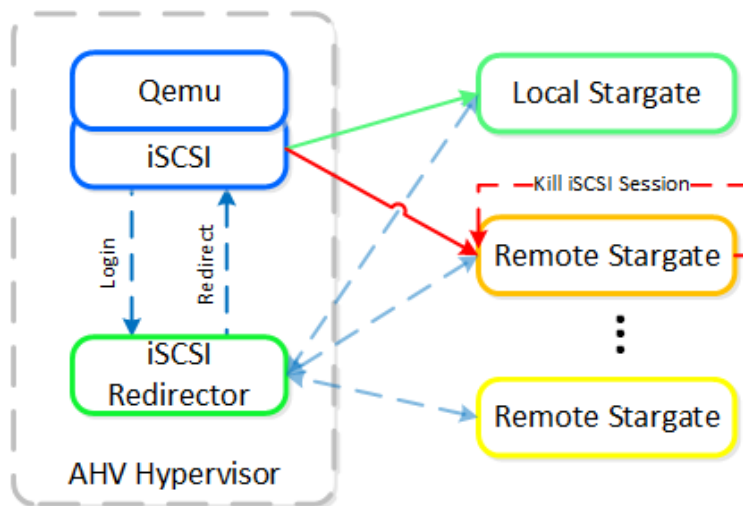 Qemu
iSCSI
Login
Redirect
iSCSI
Redirector
AHV Hypervisor
Local Stargate
Kill iSCSI Session
Remote Stargate
Remote Stargate